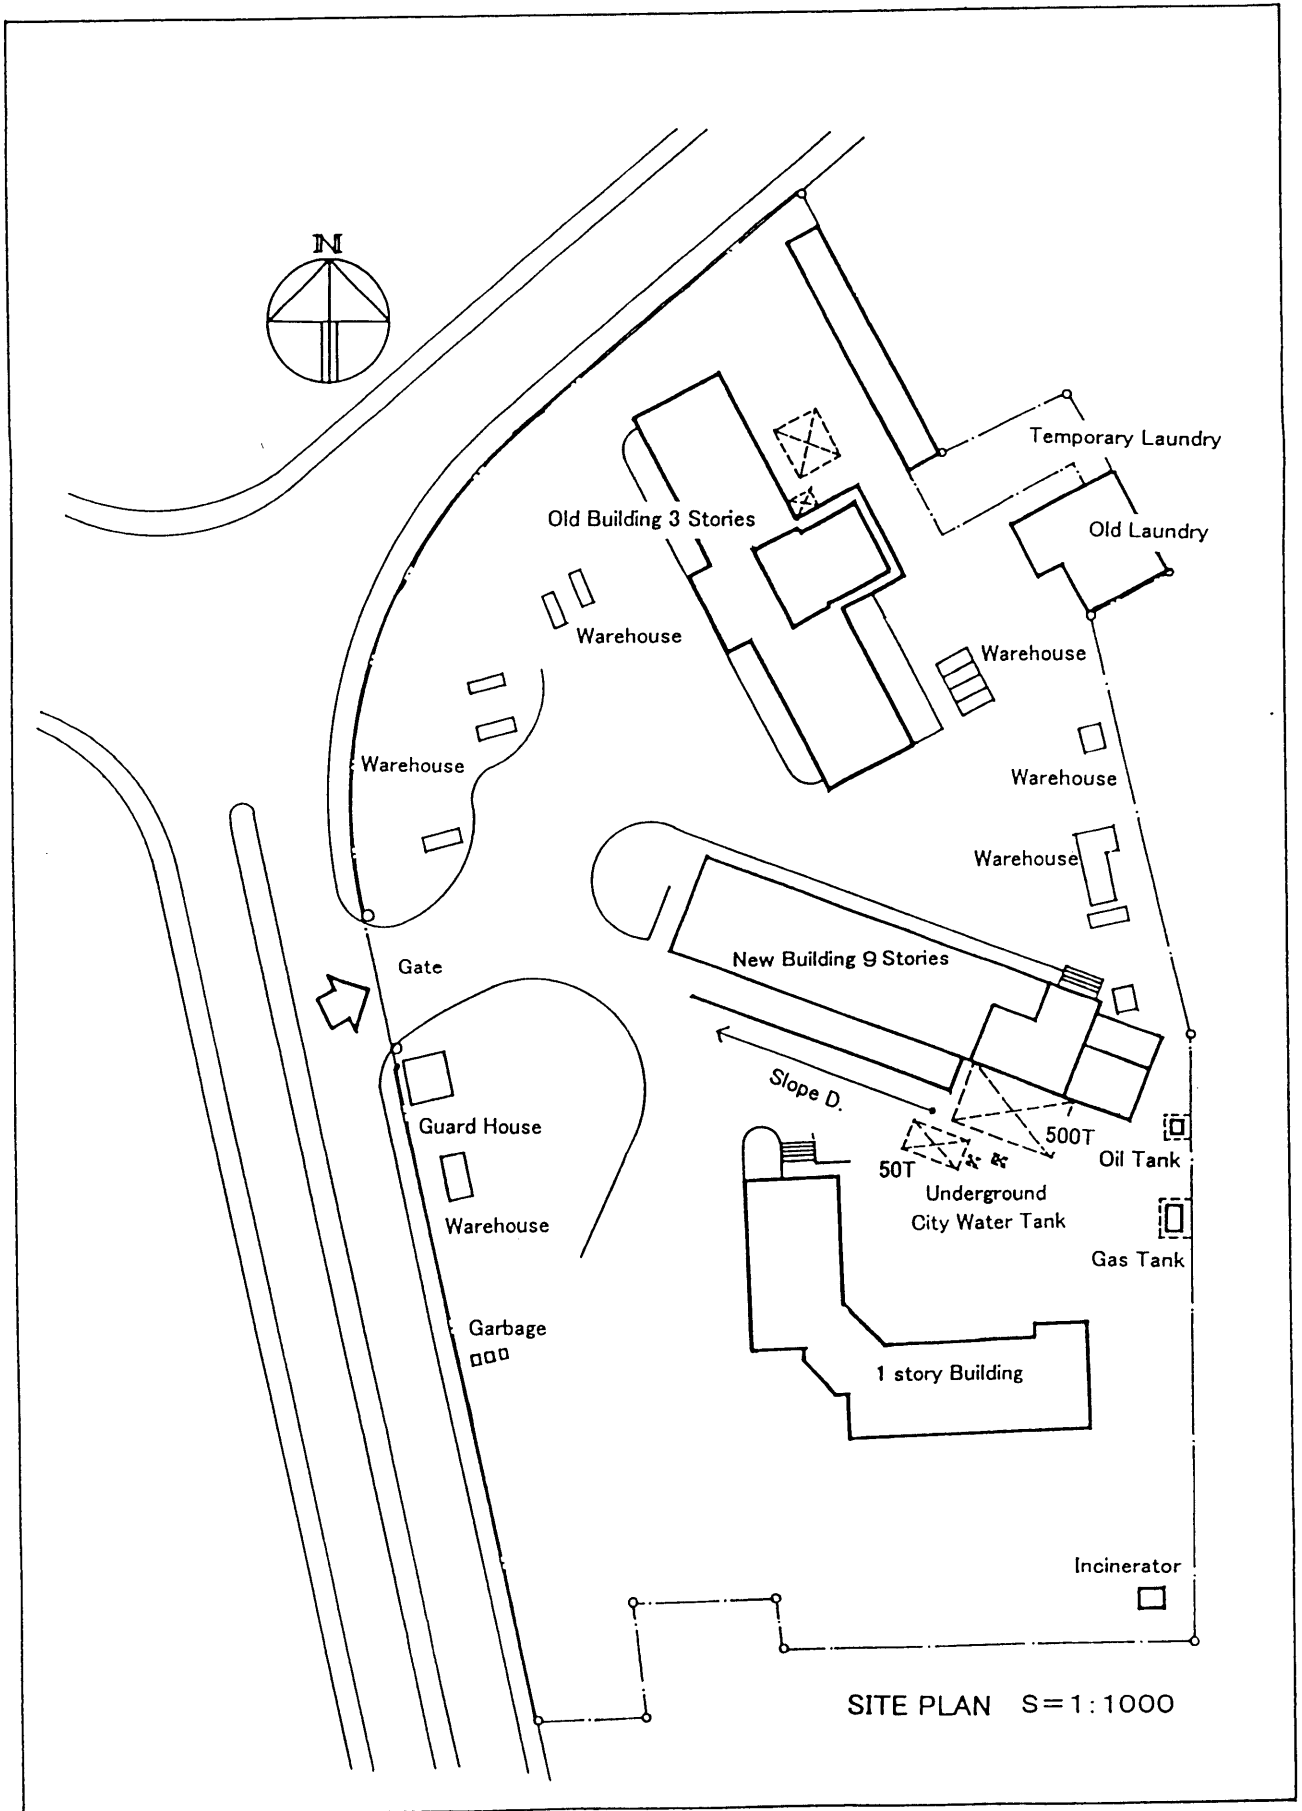 N
Temporary Laundry
Old Building 3 Stories
Old Laundry
Warehouse
Warehouse
Warehouse
Warehouse
Warehouse
New Building 9 Stories
Gate
Slope D.
Guard House
500T
50T
Oil Tank
Underground
City Water Tank
Warehouse
Gas Tank
Garbage
1 story Building
Incinerator
SITE PLAN S=1:1000